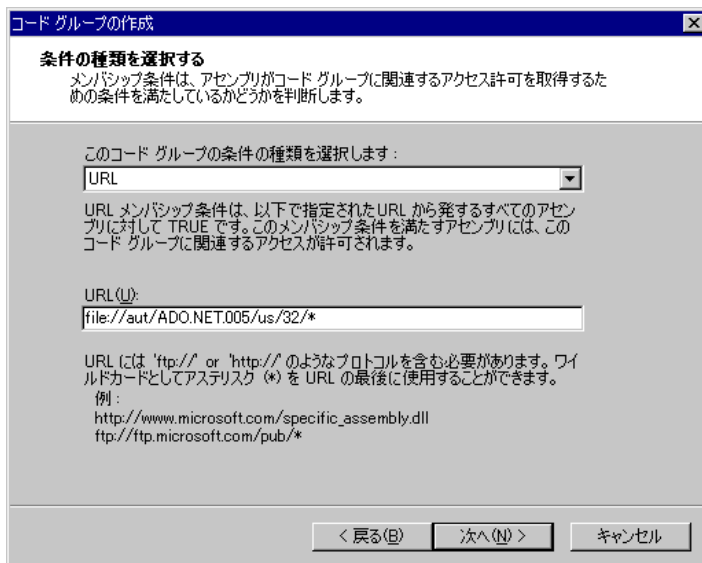 コード グループの作成
条件の種類を選択する
メンバシップ条件は、アセンブリがコード グループに関連するアクセス許可を取得するた
めの条件を満たしているかどうかを判断します。
このコード グループの条件の種類を選択します :
URL
URL メンバシップ条件は、以下で指定されたURL から発するすべてのアセン
ブリに対して TRUE です。このメンバシップ条件を満たすアセンブリには、この
コード グループに関連するアクセスが許可されます。
URL(U):
file://aut/ADO.NET.005/us/32/*
URL には 'ftp://' or 'http://' のようなプロトコルを含む必要があります。ワイ
ルドカードとしてアステリスク (*) を URL の最後に使用することができます。
例 :
http://www.microsoft.com/specific_assembly.dll
ftp://ftp.microsoft.com/pub/*
< 戻る(B)
次へ(N) >
キャンセル